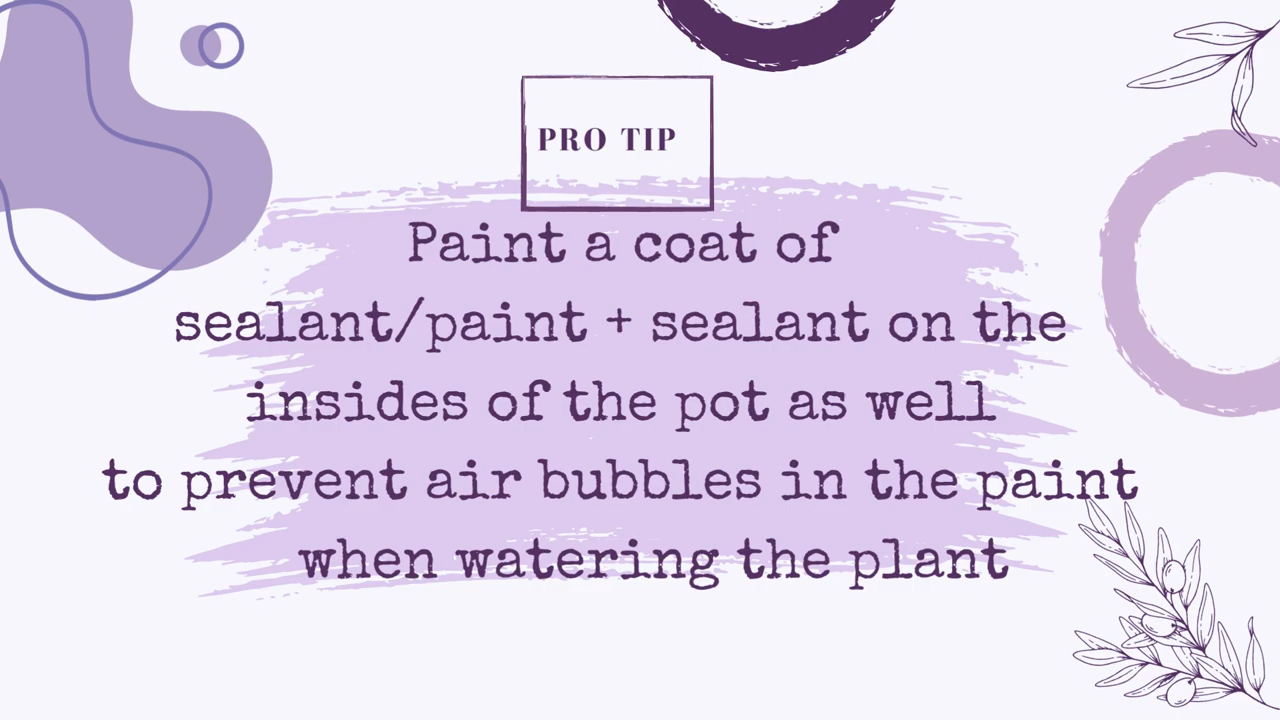 PRO TIP
Paint a coat of
sealant/paint + sealant on the
insides of the pot as well
to prevent air bubbles in the paint
when watering the plant